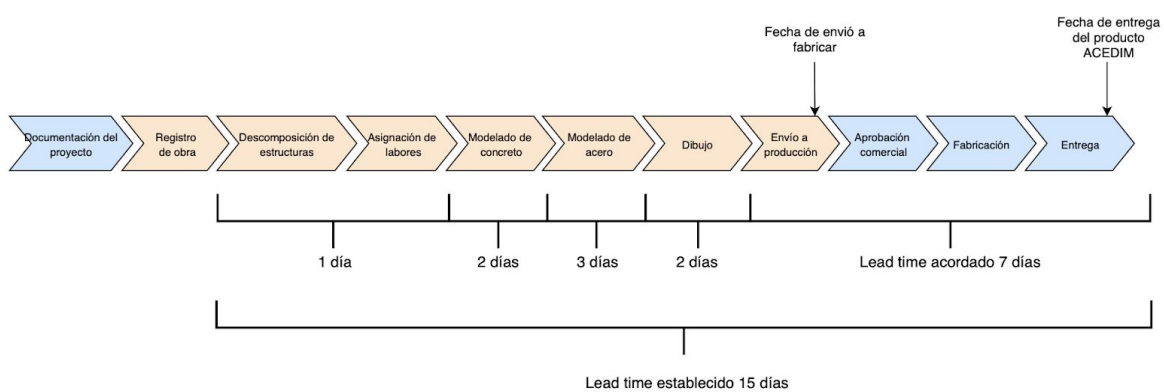 Fecha de envió a
fabricar
Fecha de entrega
del producto
ACEDIM
Documentación del
proyecto
Registro
de obra
Descomposición de
estructuras
Asignación de
labores
Modelado de
concreto
Modelado de
acero
Dibujo
Envío a
producción
Aprobación
comercial
Fabricación
Entrega
1 día
2 días
3 días
2 días
Lead time acordado 7 días
Lead time establecido 15 días